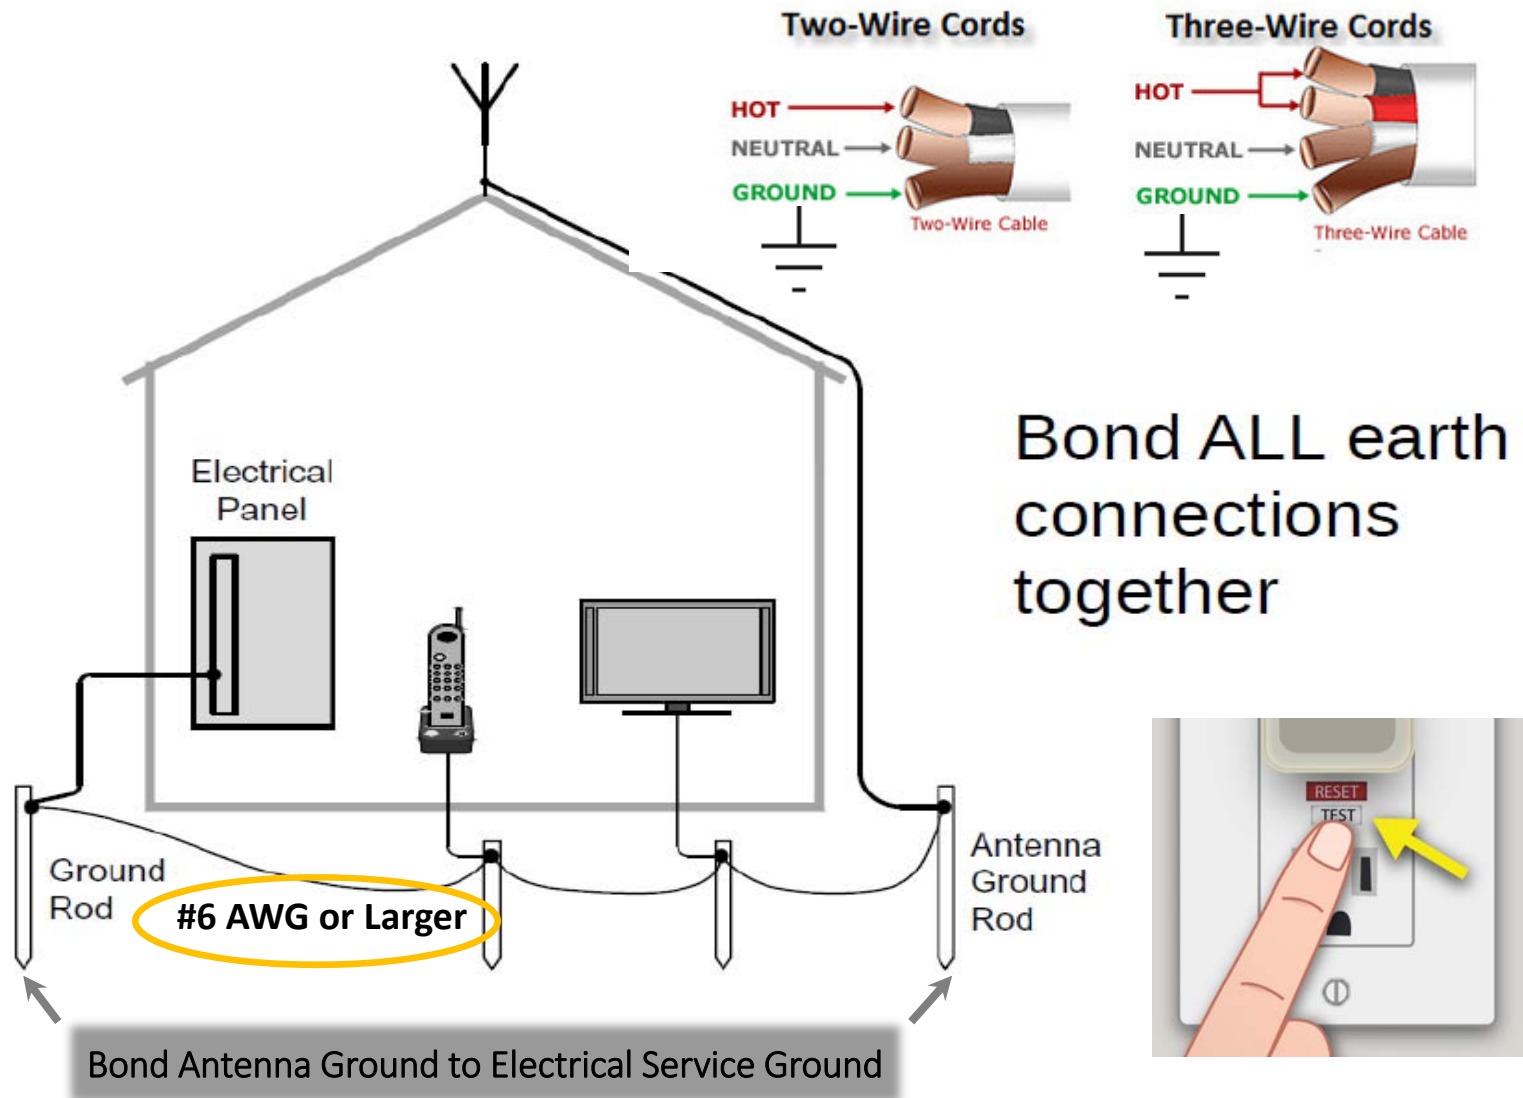 Two-Wire Cords
HOT
NEUTRAL
GROUND
Two-Wire Cable
Three-Wire Cords
HOT
NEUTRAL
GROUND
Three-Wire Cable
Bond ALL earth
connections
together
Electrical
Panel
Ground
Rod
#6 AWG or Larger
Antenna
Ground
Rod
Bond Antenna Ground to Electrical Service Ground
RESET
TEST